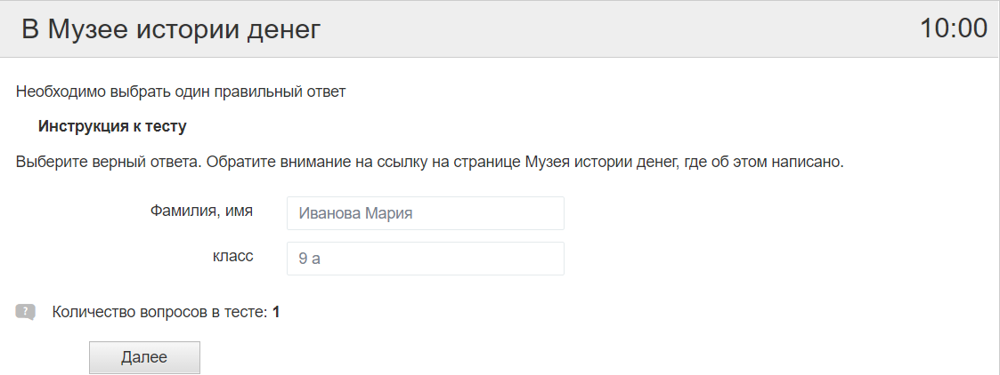 В Музее истории денег
10:00
Необходимо выбрать один правильный ответ
Инструкция к тесту
Выберите верный ответа. Обратите внимание на ссылку на странице Музея истории денег, где об этом написано.
Фамилия, имя
Иванова Мария
класс
9 а
? Количество вопросов в тесте: 1
Далее